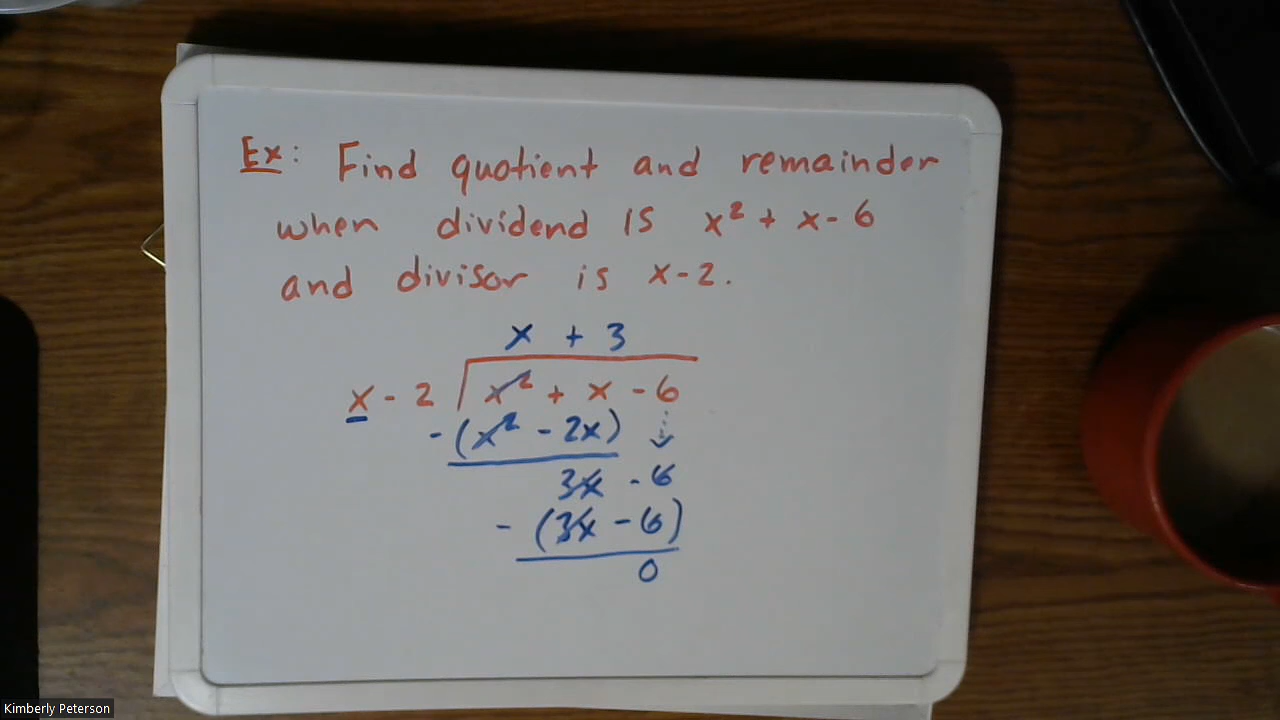 Ex: Find quotient and remainder
when dividend is x² + x - 6
and divisor is x - 2.
x + 3
x - 2 x² + x - 6
- (x² - 2x)
3x - 6
- (3x - 6)
0
Kimberly Peterson